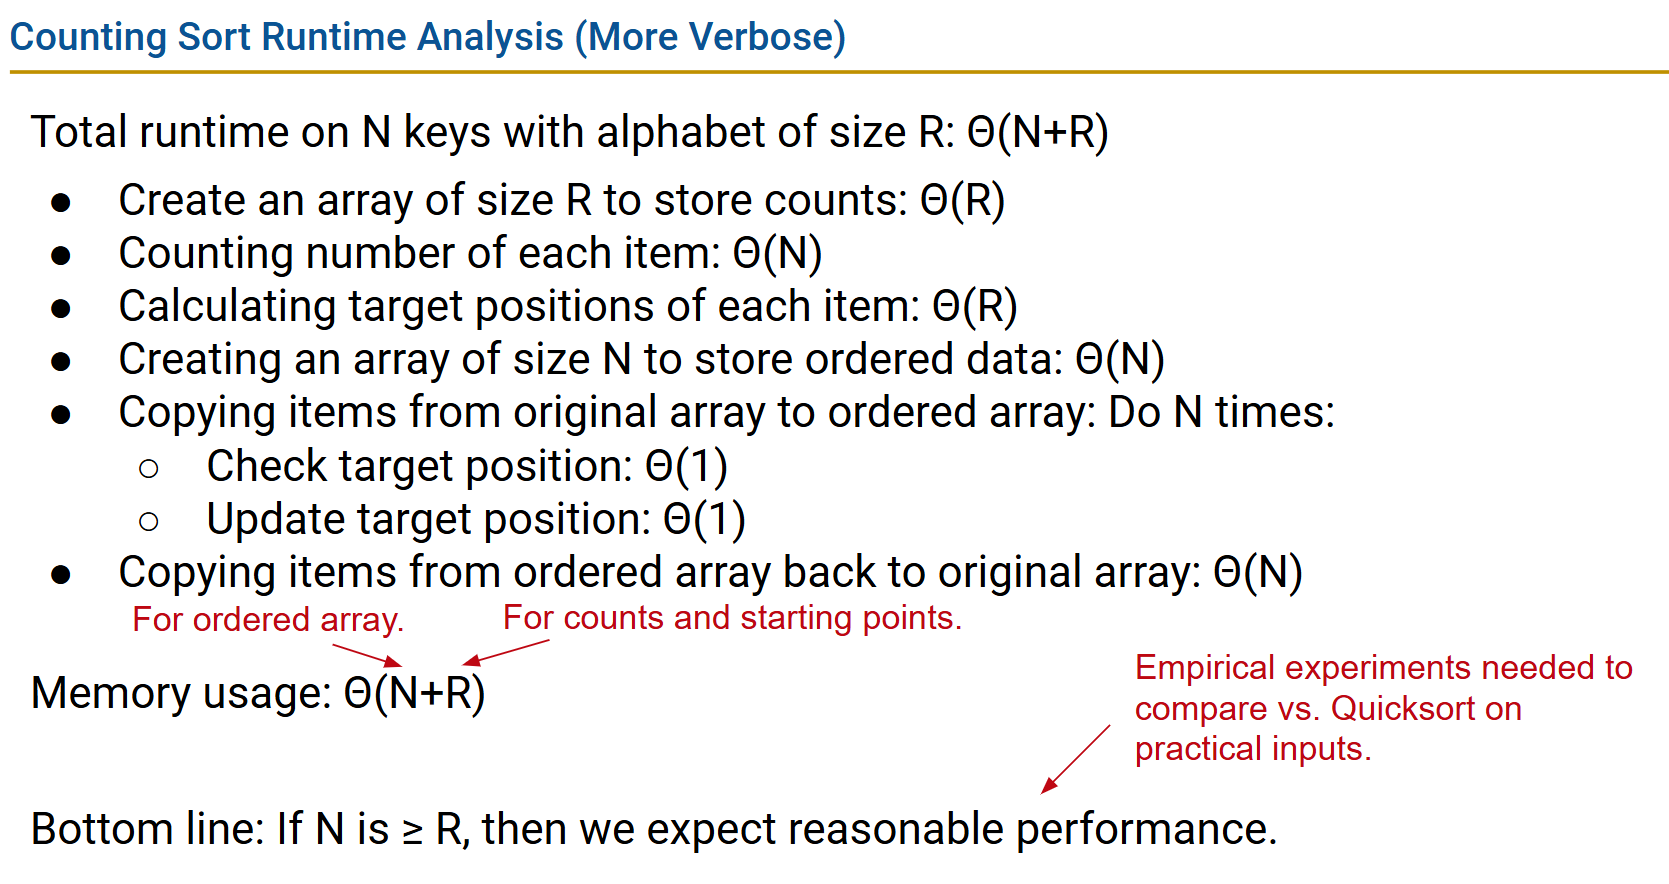 Counting Sort Runtime Analysis (More Verbose)
Total runtime on N keys with alphabet of size R: Θ(N+R)
● Create an array of size R to store counts: Θ(R)
● Counting number of each item: Θ(N)
● Calculating target positions of each item: Θ(R)
● Creating an array of size N to store ordered data: Θ(N)
● Copying items from original array to ordered array: Do N times:
○ Check target position: Θ(1)
○ Update target position: Θ(1)
● Copying items from ordered array back to original array: Θ(N)
For ordered array.
For counts and starting points.
Memory usage: Θ(N+R)
Empirical experiments needed to
compare vs. Quicksort on
practical inputs.
Bottom line: If N is ≥ R, then we expect reasonable performance.